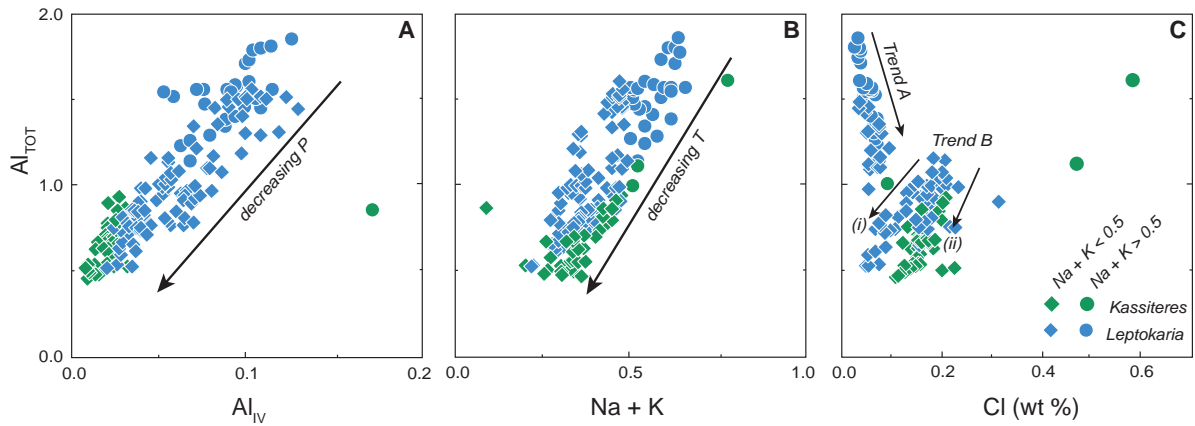 2.0
1.0
0.0
Al_TOT
A
decreasing P
0.0
0.1
0.2
Al_IV
B
decreasing T
0.0
0.5
1.0
Na + K
C
Trend A
Trend B
(i)
(ii)
Na + K < 0.5
Na + K > 0.5
Kassiteres
Leptokaria
0.0
0.2
0.4
0.6
Cl (wt %)